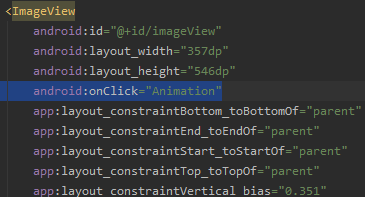 <ImageView
android:id="@+id/imageView"
android:layout_width="357dp"
android:layout_height="546dp"
android:onClick="Animation"
app:layout_constraintBottom_toBottomOf="parent"
app:layout_constraintEnd_toEndOf="parent"
app:layout_constraintStart_toStartOf="parent"
app:layout_constraintTop_toTopOf="parent"
app:layout_constraintVertical_bias="0.351"